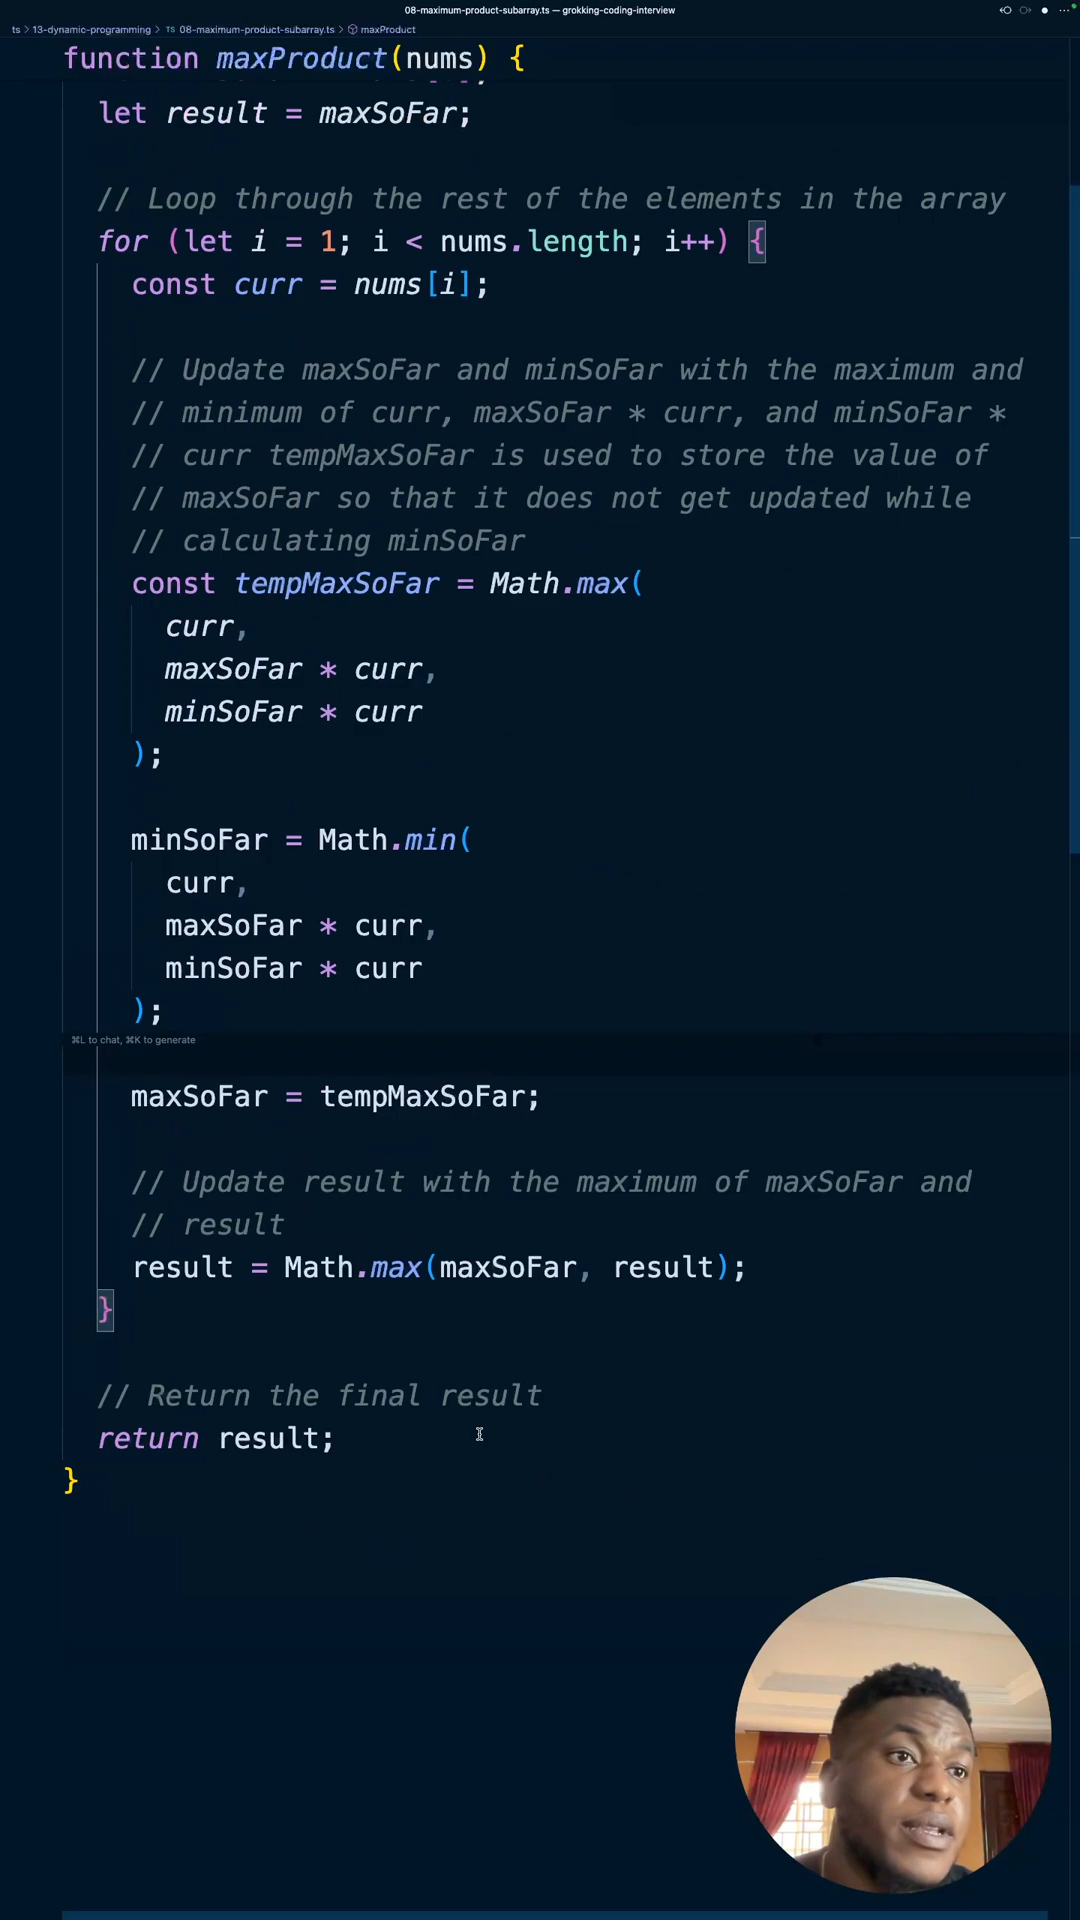 08-maximum-product-subarray.ts — grokking-coding-interview
ts > 13-dynamic-programming > TS 08-maximum-product-subarray.ts > maxProduct
function maxProduct(nums) {
let result = maxSoFar;
// Loop through the rest of the elements in the array
for (let i = 1; i < nums.length; i++) {
const curr = nums[i];
// Update maxSoFar and minSoFar with the maximum and
// minimum of curr, maxSoFar * curr, and minSoFar *
// curr tempMaxSoFar is used to store the value of
// maxSoFar so that it does not get updated while
// calculating minSoFar
const tempMaxSoFar = Math.max(
curr,
maxSoFar * curr,
minSoFar * curr
);
minSoFar = Math.min(
curr,
maxSoFar * curr,
minSoFar * curr
);
⌘L to chat, ⌘K to generate
maxSoFar = tempMaxSoFar;
// Update result with the maximum of maxSoFar and
// result
result = Math.max(maxSoFar, result);
}
// Return the final result
return result;
}